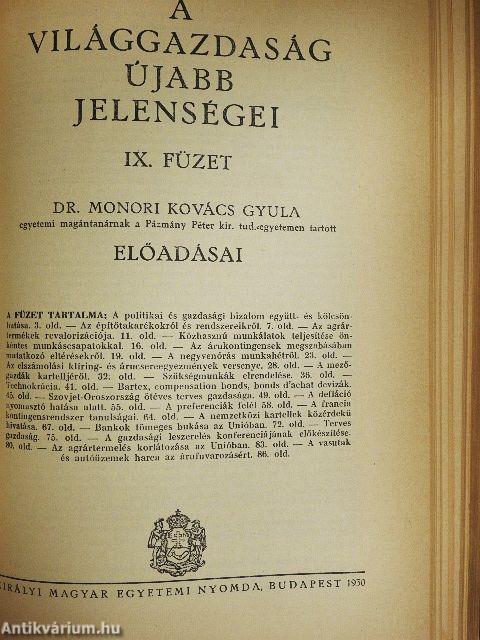 A
VILÁGGAZDASÁG
ÚJABB
JELENSÉGEI
IX. FÜZET
DR. MONORI KOVÁCS GYULA
egyetemi magántanárnak a Pázmány Péter kir. tud.-egyetemen tartott
ELŐADÁSAI
A FÜZET TARTALMA: A politikai és gazdasági bizalom együtt- és kölcsön-
hatása. 3. old. — Az építőtakarékokról és rendszereikről. 7. old. — Az agrár-
termékek revalorizációja. 11. old. — Közhasznú munkálatok teljesítése ön-
kéntes munkáscsapatokkal. 16. old. — Az árukontingensek megszabásában
mutatkozó eltérésekről. 19. old. — A negyvenórás munkahétről. 23. old. —
Az elszámolási klíring- és árucsereegyezmények versenye. 28. old. — A mező-
gazdák kartelljéről. 32. old. — Szükségmunkák elrendelése. 36. old. —
Technokrácia. 41. old. — Bartex, compensation bonds, bonds d'achat devizák.
45. old. — Szovjet-Oroszország ötéves terves gazdasága. 49. old. — A defláció
nyomasztó hatása alatt. 55. old. — A preferenciák felél 58. old. — A francia
kontingensrendszer tanulságai. 64. old. — A nemzetközi kartellek közérdekű
hivatása. 67. old. — Bankok tömeges bukása az Unióban. 72. old. — Terves
gazdaság. 75. old. — A gazdasági leszerelés konferenciájának előkészítése.
80. old. — Az agrártermelés korlátozása az Unióban. 83. old. — A vasutak
és autóüzemek harca az árafuvarozásért. 86. old.
KIRÁLYI MAGYAR EGYETEMI NYOMDA, BUDAPEST 1930
Antikvárium.hu